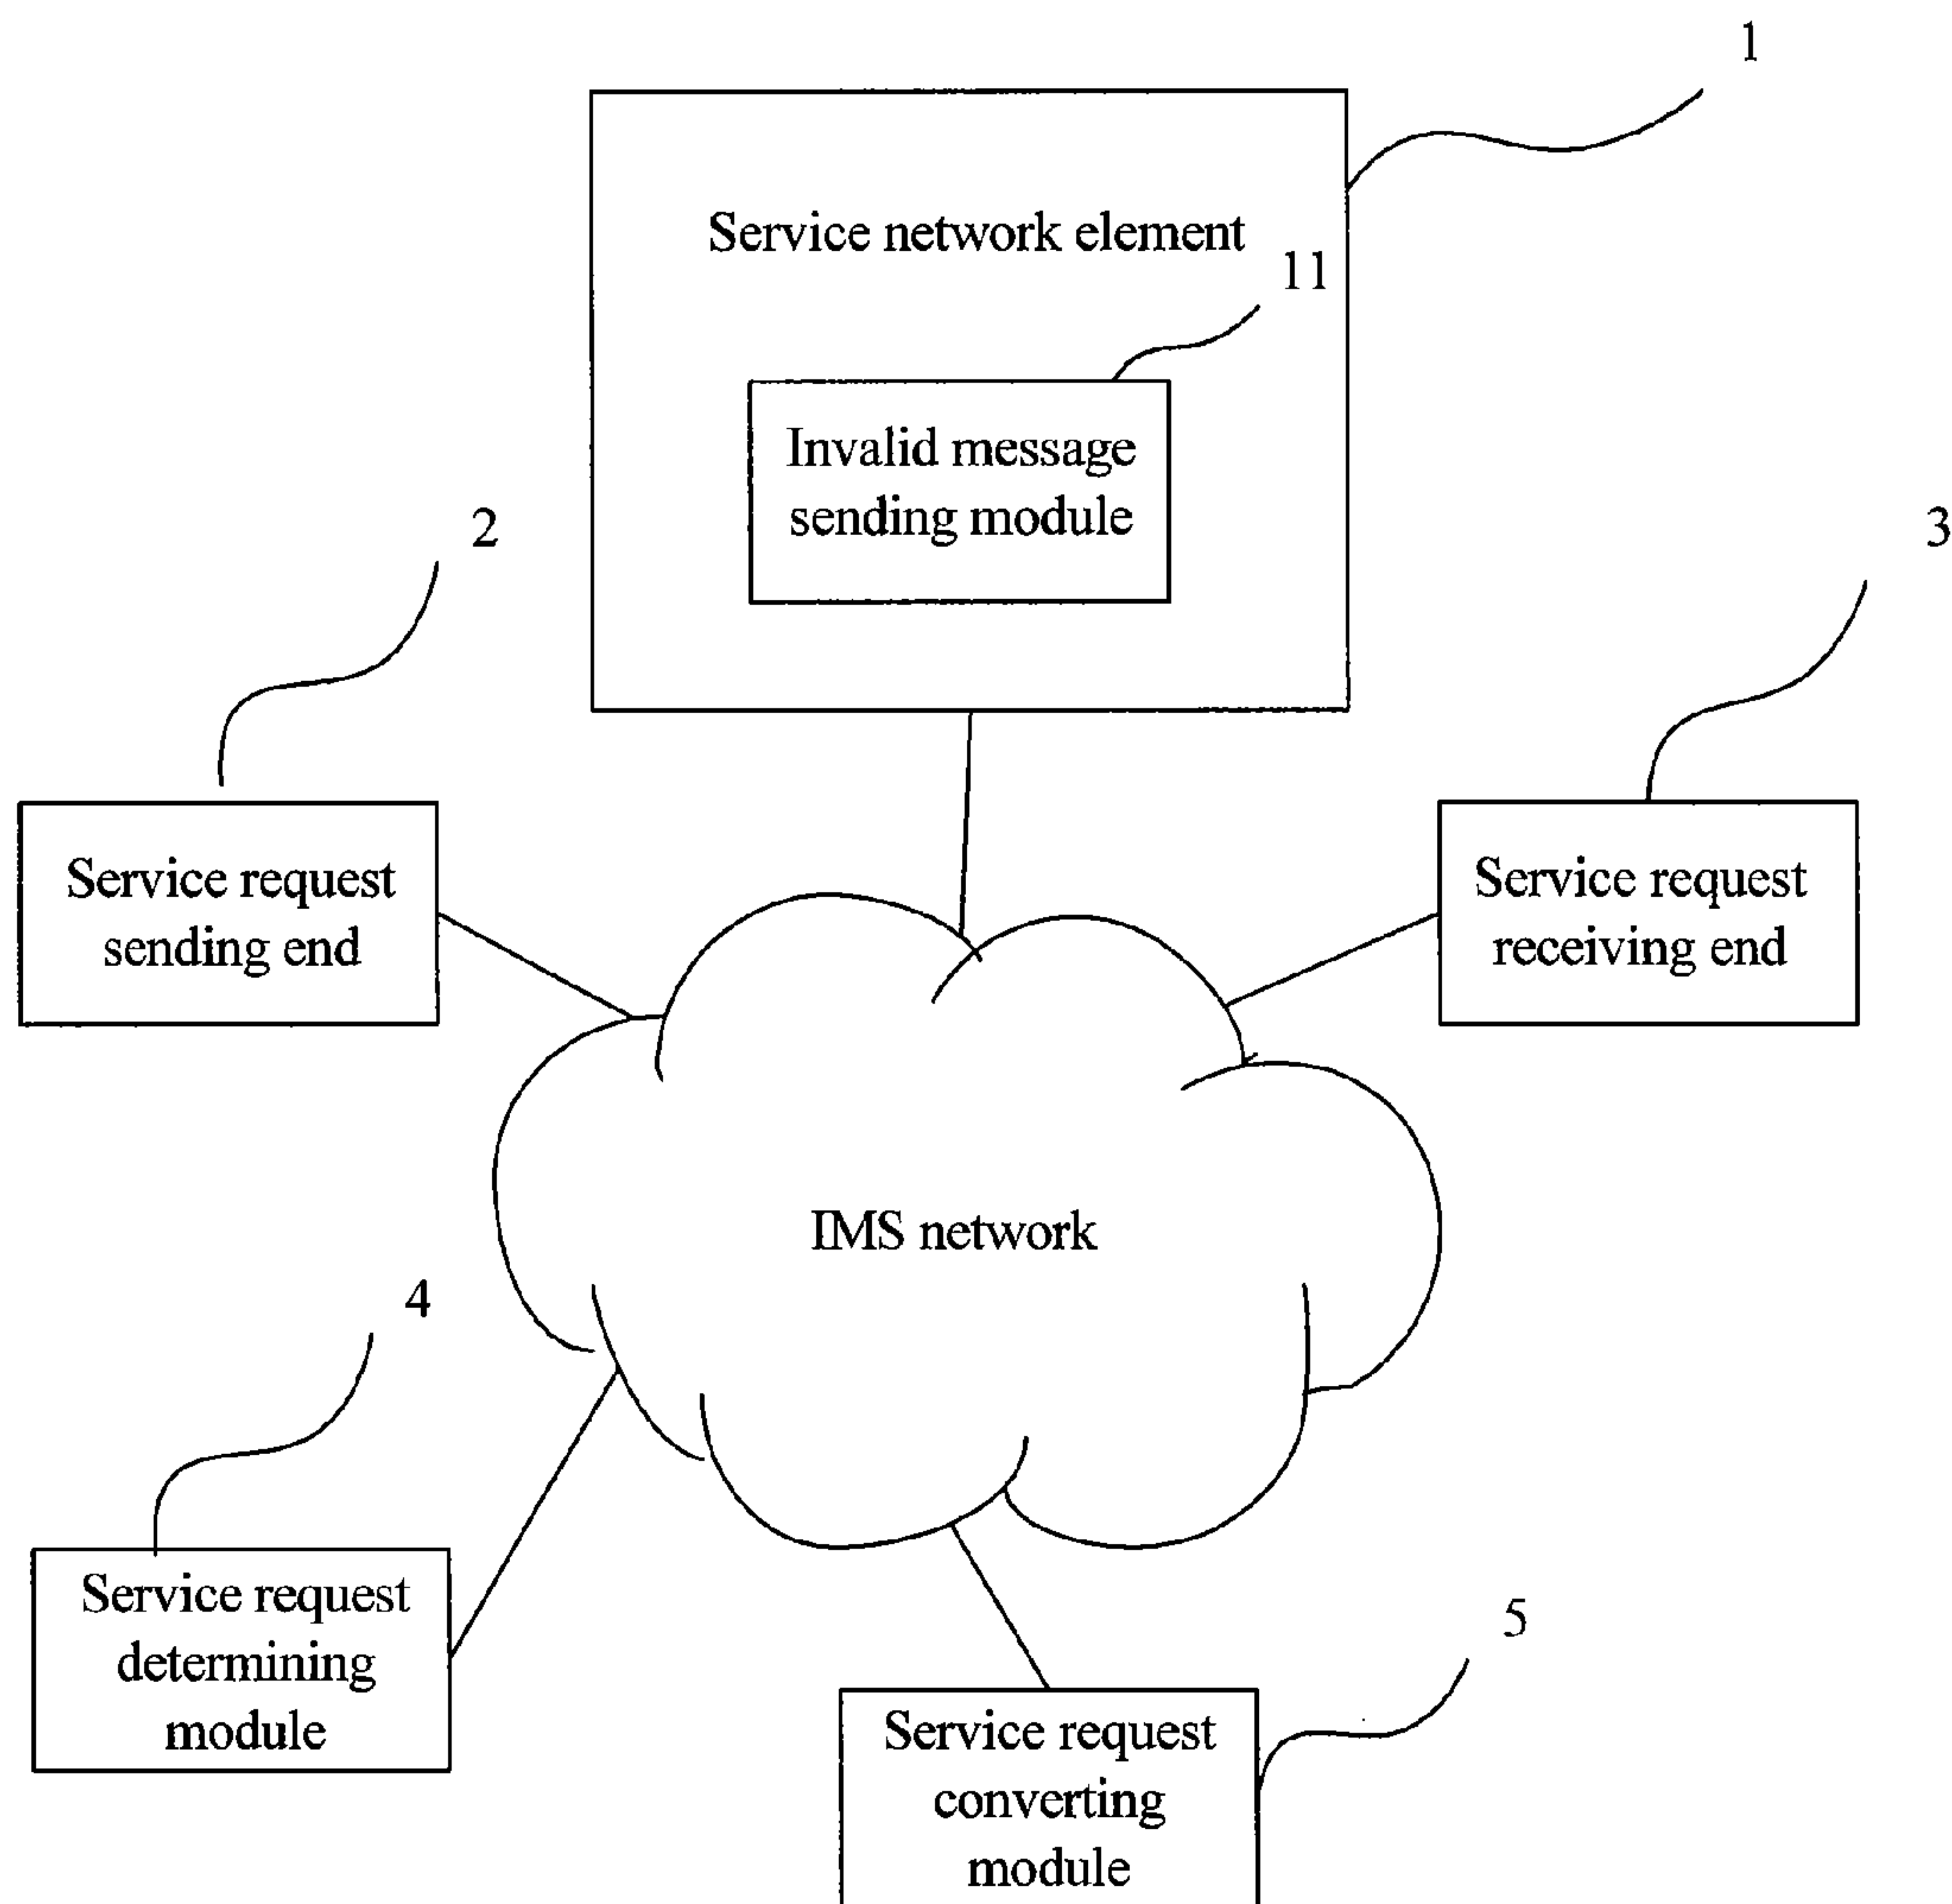 1
Service network element
11
Invalid message
sending module
2
3
Service request
sending end
Service request
receiving end
IMS network
4
5
Service request
determining
module
Service request
converting
module